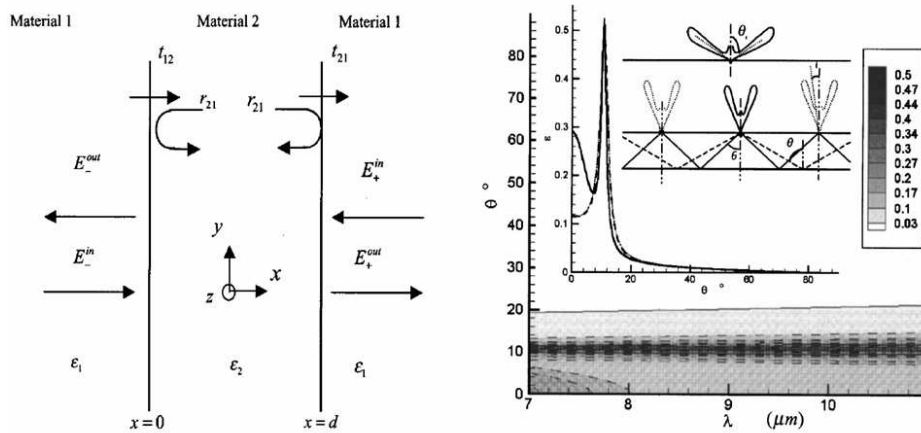 Material 1
Material 2
Material 1
t₁₂
t₂₁
r₂₁
r₂₁
E₋ᵒᵘᵗ
E₊ⁱⁿ
E₋ⁱⁿ
E₊ᵒᵘᵗ
y
x
z
ε₁
ε₂
ε₁
x = 0
x = d
θ °
80
70
60
50
40
30
20
10
0
7
8
9
10
λ (μm)
0.5
0.4
0.3
0.2
0.1
0
ε
0
20
40
60
80
θ °
θ
θ
0.5
0.47
0.44
0.4
0.37
0.3
0.27
0.2
0.17
0.1
0.03